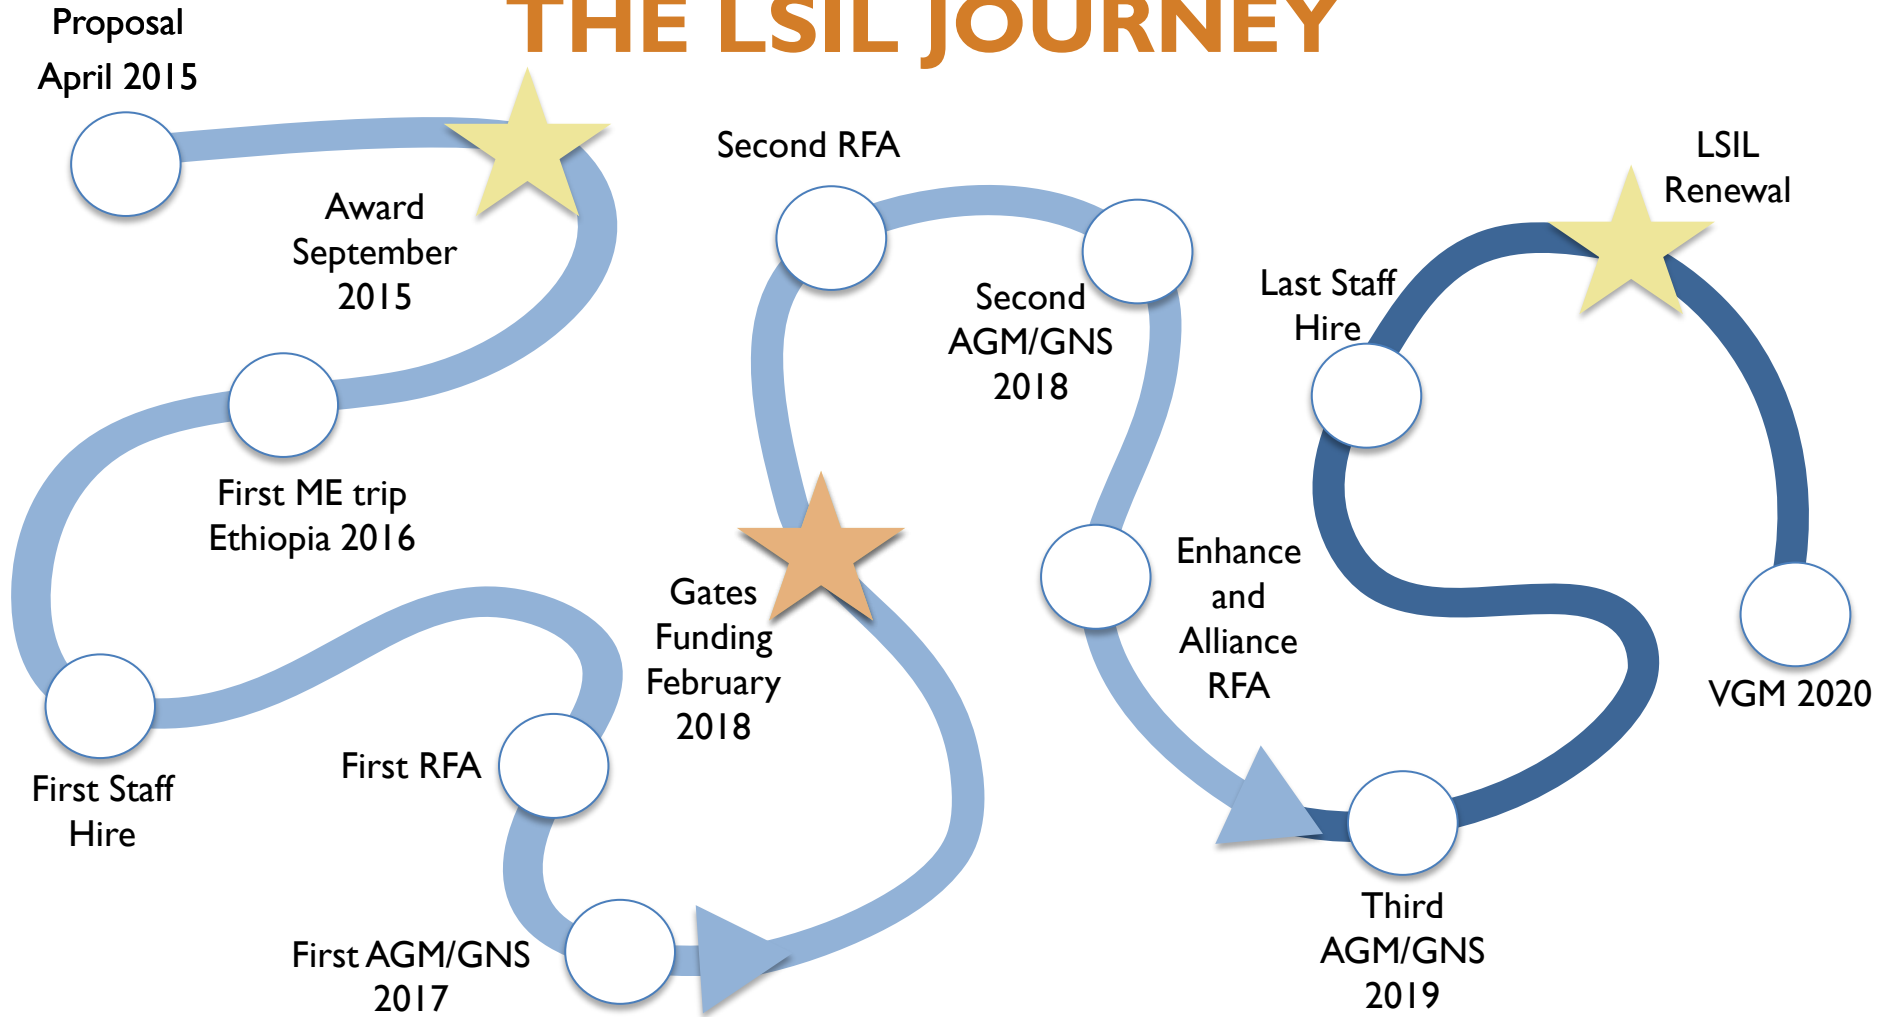 THE LSIL JOURNEY
Proposal
April 2015
Award
September
2015
First ME trip
Ethiopia 2016
First Staff
Hire
First RFA
First AGM/GNS
2017
Gates
Funding
February
2018
Second RFA
Second
AGM/GNS
2018
Enhance
and
Alliance
RFA
Third
AGM/GNS
2019
Last Staff
Hire
LSIL
Renewal
VGM 2020